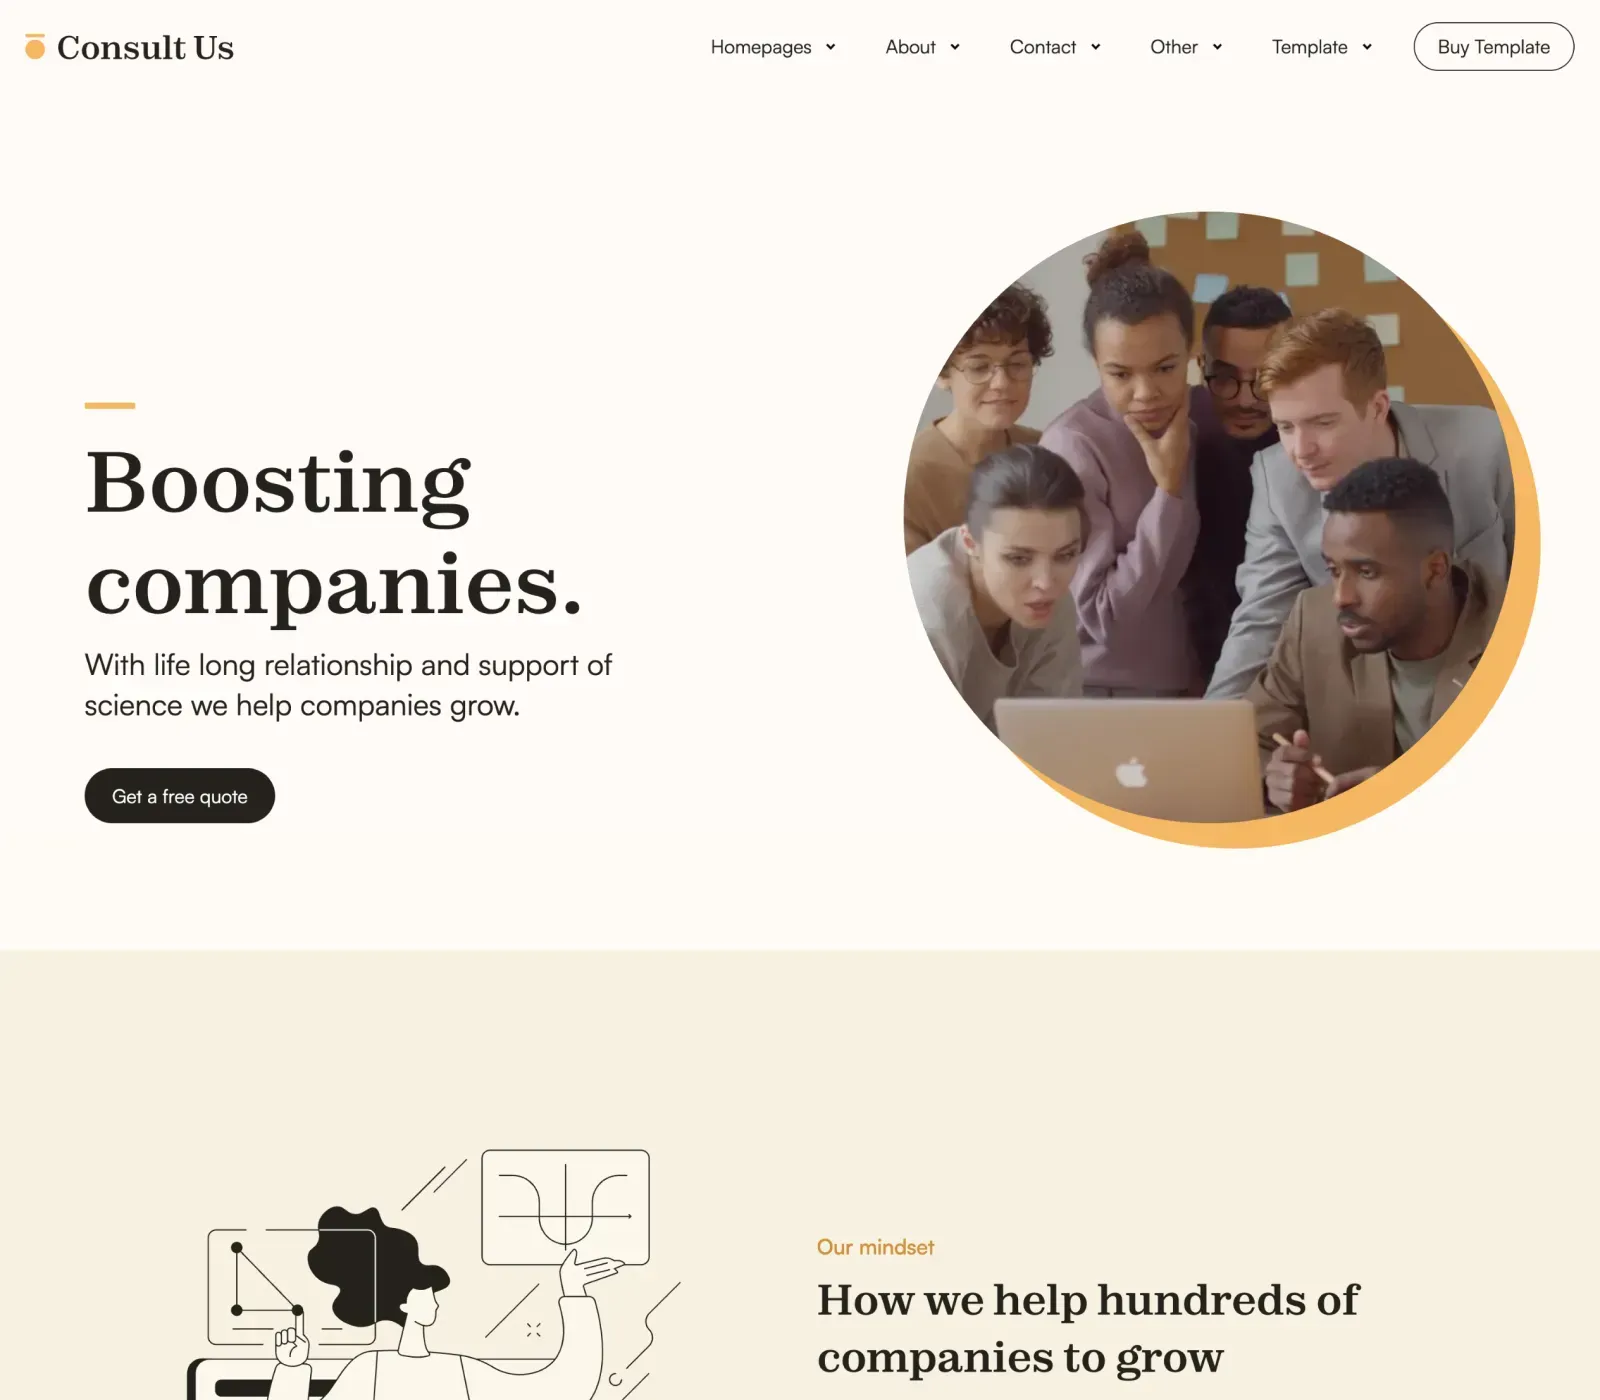 Consult Us
Homepages
About
Contact
Other
Template
Buy Template
Boosting
companies.
With life long relationship and support of
science we help companies grow.
Get a free quote
Our mindset
How we help hundreds of
companies to grow